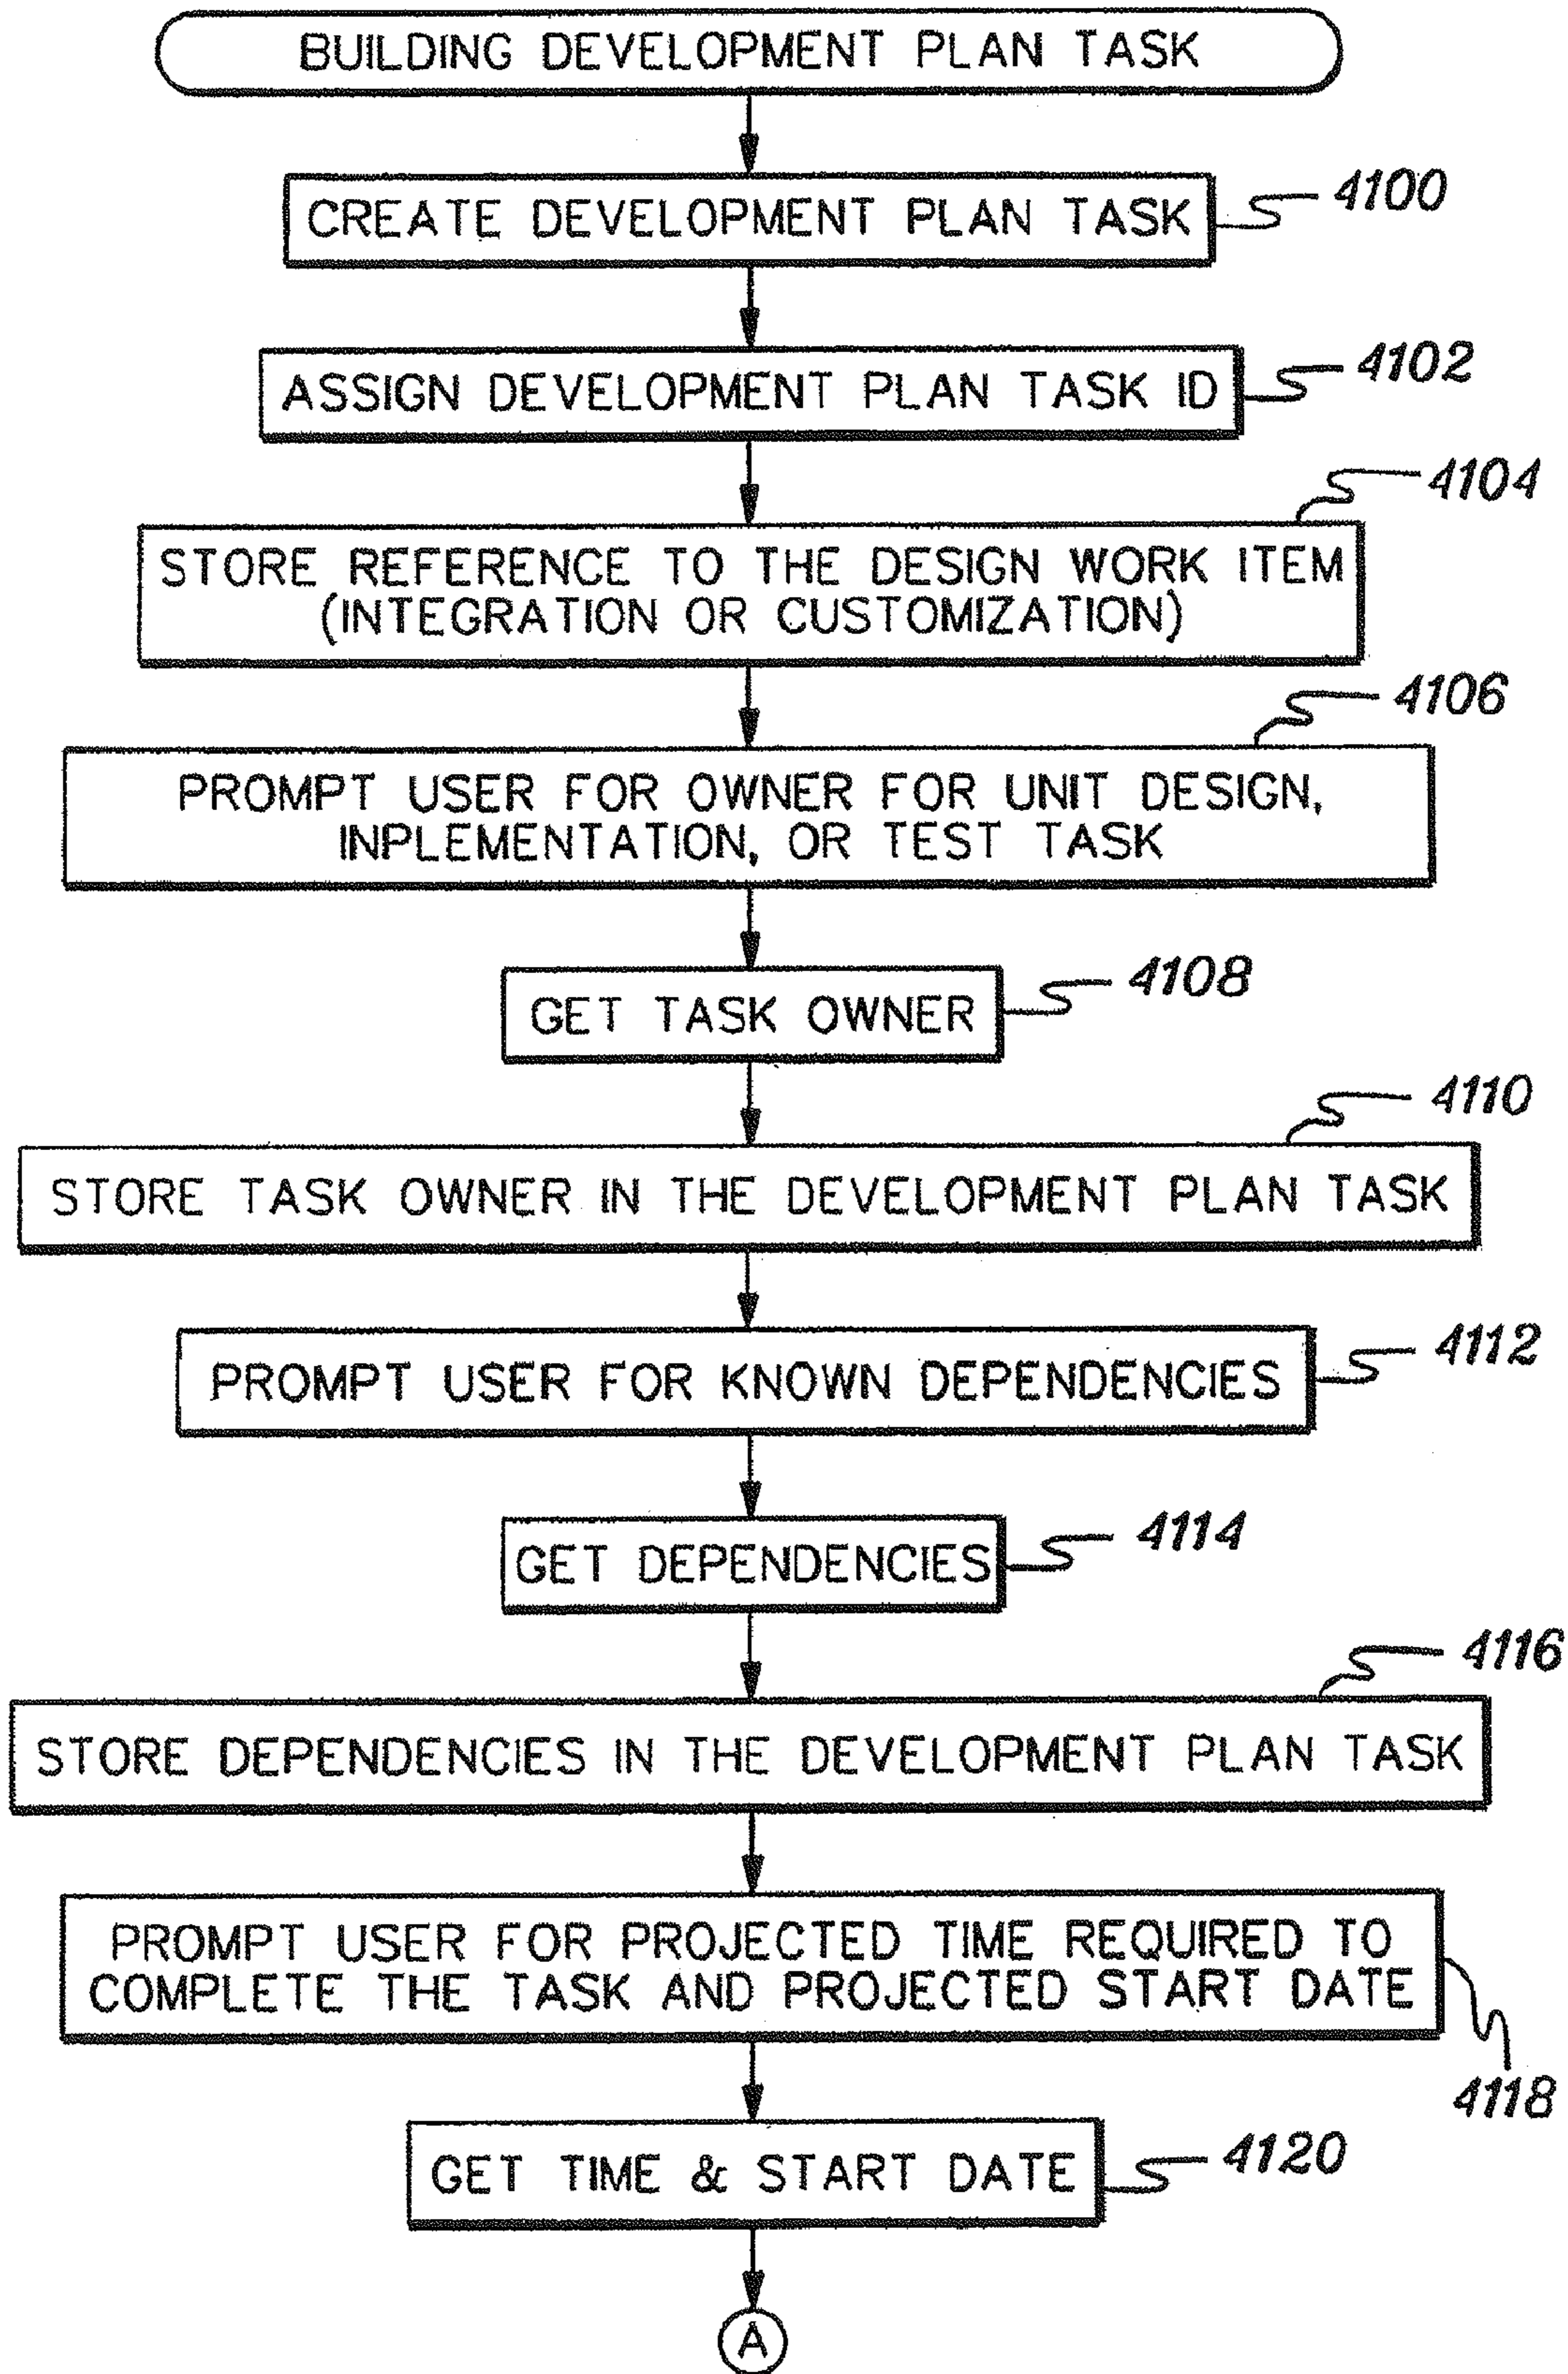 BUILDING DEVELOPMENT PLAN TASK
CREATE DEVELOPMENT PLAN TASK
4100
ASSIGN DEVELOPMENT PLAN TASK ID
4102
4104
STORE REFERENCE TO THE DESIGN WORK ITEM
(INTEGRATION OR CUSTOMIZATION)
4106
PROMPT USER FOR OWNER FOR UNIT DESIGN,
INPLEMENTATION, OR TEST TASK
GET TASK OWNER
4108
4110
STORE TASK OWNER IN THE DEVELOPMENT PLAN TASK
PROMPT USER FOR KNOWN DEPENDENCIES
4112
GET DEPENDENCIES
4114
4116
STORE DEPENDENCIES IN THE DEVELOPMENT PLAN TASK
PROMPT USER FOR PROJECTED TIME REQUIRED TO
COMPLETE THE TASK AND PROJECTED START DATE
4118
GET TIME & START DATE
4120
A